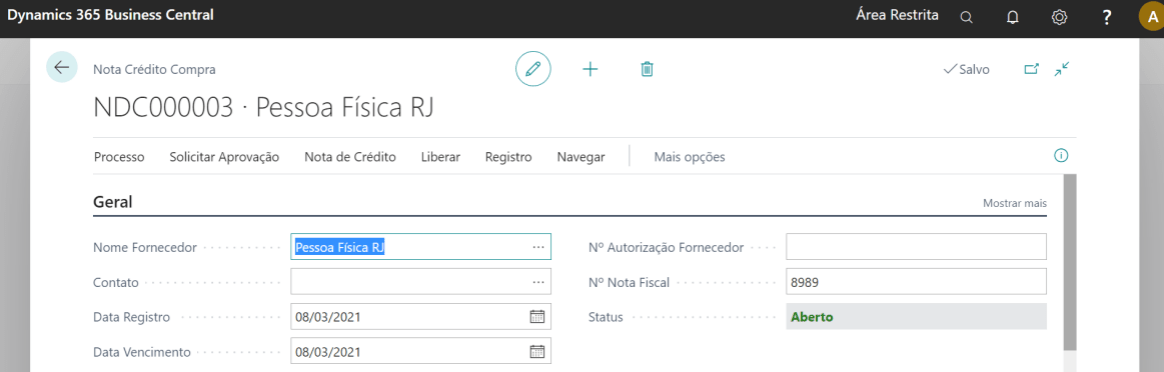 Dynamics 365 Business Central
Área Restrita
?
A
Nota Crédito Compra
Salvo
NDC000003 · Pessoa Física RJ
Processo Solicitar Aprovação Nota de Crédito Liberar Registro Navegar Mais opções
Geral
Mostrar mais
Nome Fornecedor Pessoa Física RJ ···
Nº Autorização Fornecedor
Contato ···
Nº Nota Fiscal 8989
Data Registro 08/03/2021
Status Aberto
Data Vencimento 08/03/2021